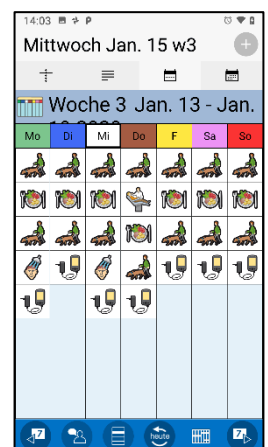 14:03 P
Mittwoch Jan. 15 w3
Woche 3 Jan. 13 - Jan.
Mo Di Mi Do F Sa So
7 heute 7